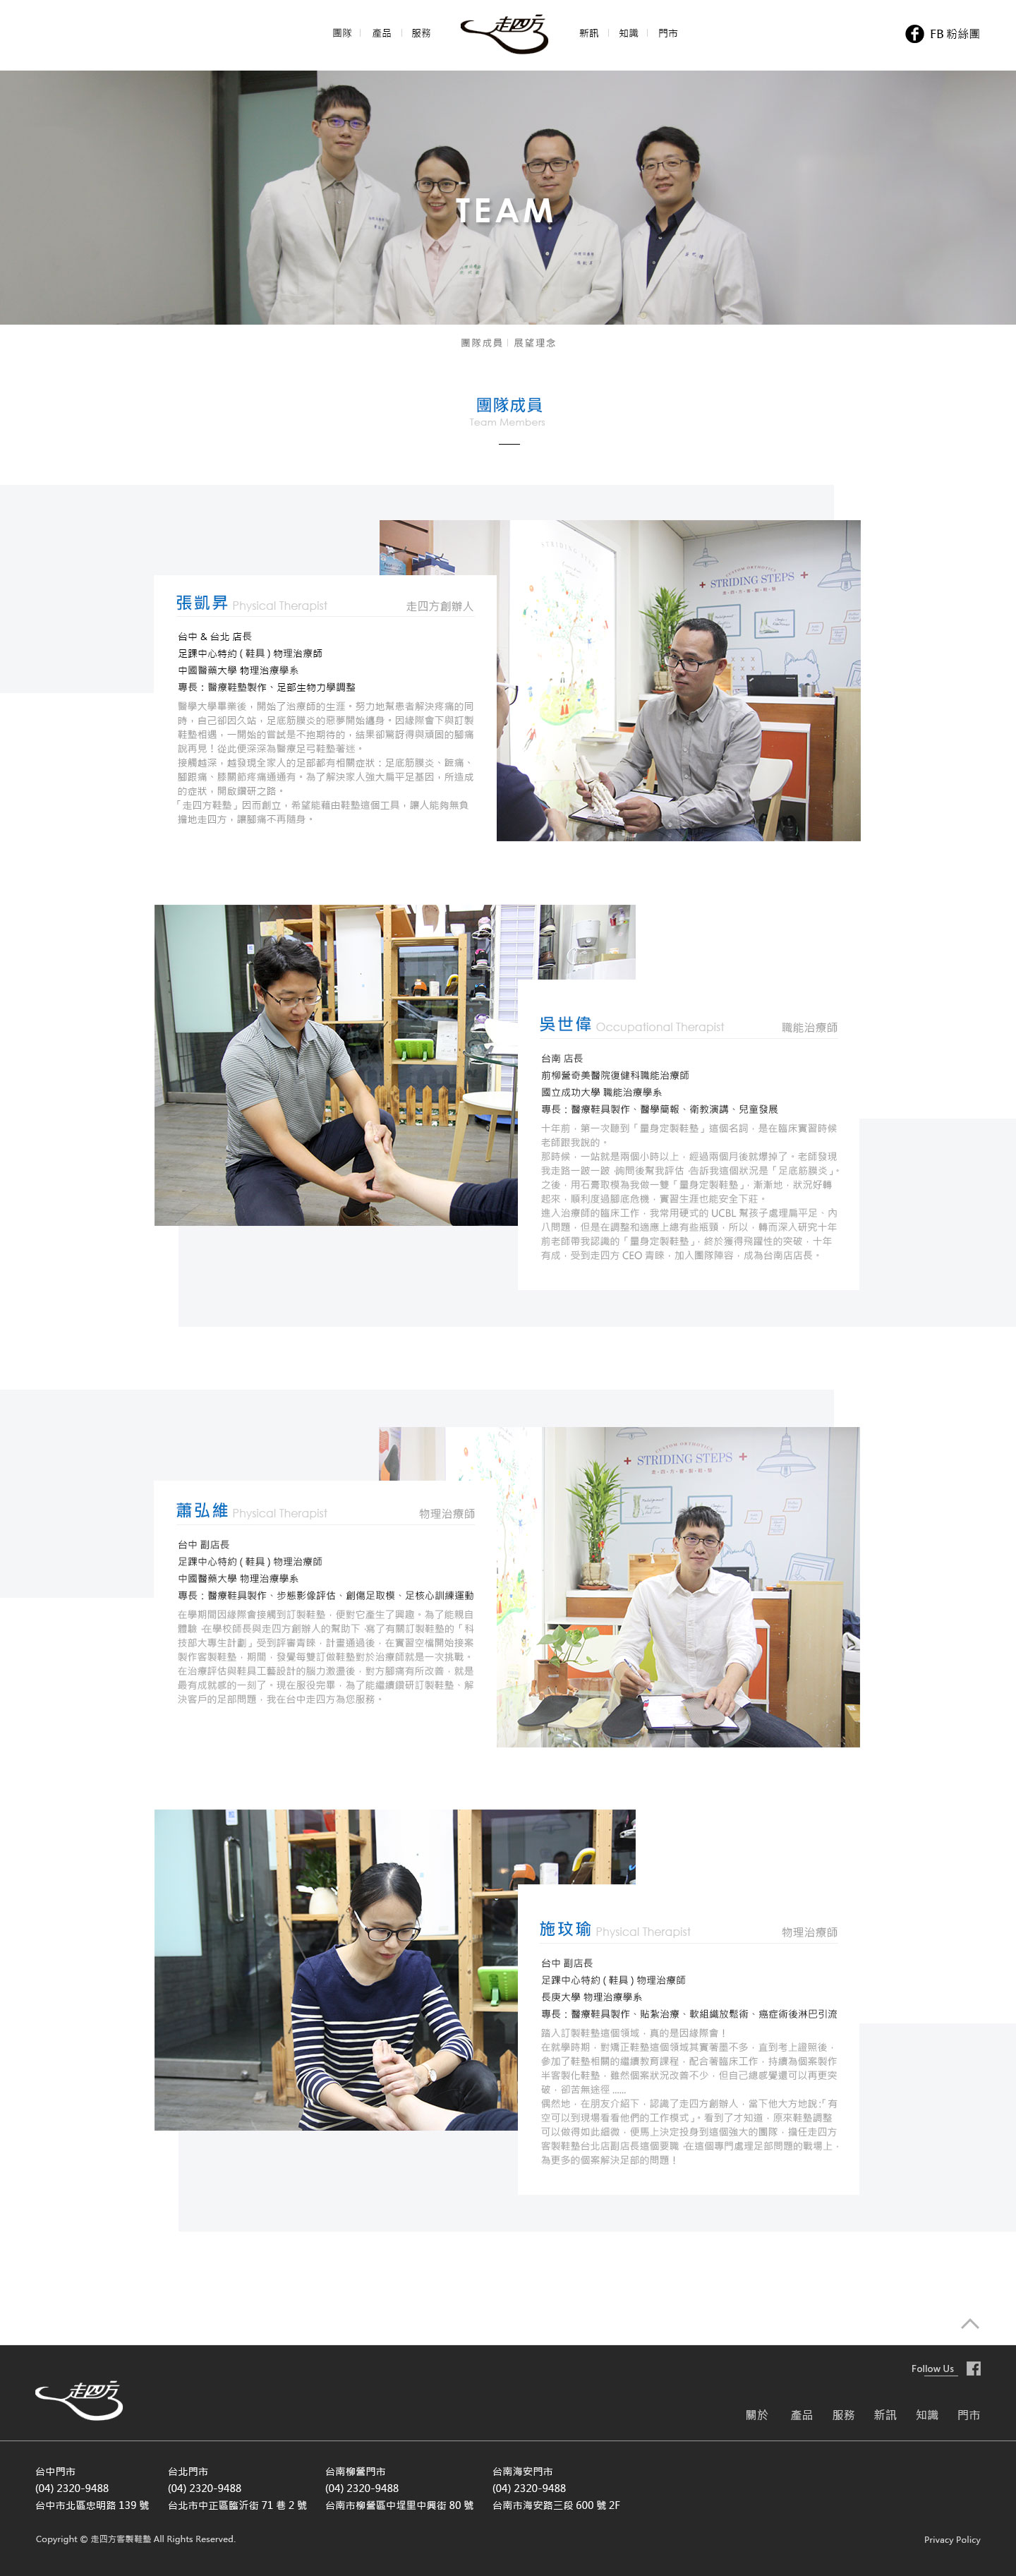 團隊 | 產品 | 服務
走四方
新訊 | 知識 | 門市
FB 粉絲團
TEAM
團隊成員 | 展望理念
團隊成員
Team Members
STRIDING STEPS
張凱昇 Physical Therapist 走四方創辦人
台中 & 台北 店長
足踝中心特約 ( 鞋具 ) 物理治療師
中國醫藥大學 物理治療學系
專長：醫療鞋墊製作、足部生物力學調整
醫學大學畢業後，開始了治療師的生涯。努力地幫患者解決疼痛的同
時，自己卻因久站，足底筋膜炎的惡夢開始纏身。因緣際會下與訂製
鞋墊相遇，一開始的嘗試是不抱期待的，結果卻驚訝得與頑固的腳痛
說再見！從此便深深為醫療足弓鞋墊著迷。
接觸越深，越發現全家人的足部都有相關症狀：足底筋膜炎、跟痛、
腳跟痛、膝關節疼痛通通有。為了解決家人強大扁平足基因，所造成
的症狀，開啟鑽研之路。
「走四方鞋墊」因而創立，希望能藉由鞋墊這個工具，讓人能夠無負
擔地走四方，讓腳痛不再隨身。
吳世偉 Occupational Therapist 職能治療師
台南 店長
前柳營奇美醫院復健科職能治療師
國立成功大學 職能治療學系
專長：醫療鞋具製作、醫學簡報、衛教演講、兒童發展
十年前，第一次聽到「量身定製鞋墊」這個名詞，是在臨床實習時候
老師跟我說的。
那時候，一站就是兩個小時以上，經過兩個月後就爆掉了。老師發現
我走路一跛一跛，詢問後幫我評估，告訴我這個狀況是「足底筋膜炎」。
之後，用石膏取模為我做一雙「量身定製鞋墊」，漸漸地，狀況好轉
起來，順利度過腳底危機，實習生涯也能安全下莊。
進入治療師的臨床工作，我常用硬式的 UCBL 幫孩子處理扁平足、內
八問題，但是在調整和適應上總有些瓶頸，所以，轉而深入研究十年
前老師帶我認識的「量身定製鞋墊」，終於獲得飛躍性的突破，十年
有成，受到走四方 CEO 青睞，加入團隊陣容，成為台南店店長。
STRIDING STEPS
蕭弘維 Physical Therapist 物理治療師
台中 副店長
足踝中心特約 ( 鞋具 ) 物理治療師
中國醫藥大學 物理治療學系
專長：醫療鞋具製作、步態影像評估、創傷足取模、足核心訓練運動
在學期間因緣際會接觸到訂製鞋墊，便對它產生了興趣。為了能親自
體驗，在學校師長與走四方創辦人的幫助下，寫了有關訂製鞋墊的「科
技部大專生計劃」受到評審青睞，計畫通過後，在實習空檔開始接案
製作客製鞋墊，期間，發覺每雙訂做鞋墊對於治療師就是一次挑戰。
在治療評估與鞋具工藝設計的腦力激盪後，對方腳痛有所改善，就是
最有成就感的一刻了。現在服役完畢，為了能繼續鑽研訂製鞋墊、解
決客戶的足部問題，我在台中走四方為您服務。
施玟瑜 Physical Therapist 物理治療師
台中 副店長
足踝中心特約 ( 鞋具 ) 物理治療師
長庚大學 物理治療學系
專長：醫療鞋具製作、貼紮治療、軟組織放鬆術、癌症術後淋巴引流
踏入訂製鞋墊這個領域，真的是因緣際會！
在就學時期，對矯正鞋墊這個領域其實著墨不多，直到考上證照後，
參加了鞋墊相關的繼續教育課程，配合著臨床工作，持續為個案製作
半客製化鞋墊，雖然個案狀況改善不少，但自己總感覺還可以再更突
破，卻苦無途徑 ......
偶然地，在朋友介紹下，認識了走四方創辦人，當下他大方地說：「有
空可以到現場看看他們的工作模式」。看到了才知道，原來鞋墊調整
可以做得如此細微，便馬上決定投身到這個強大的團隊，擔任走四方
客製鞋墊台北店副店長這個要職，在這個專門處理足部問題的戰場上，
為更多的個案解決足部的問題！
Follow Us
走四方
關於 產品 服務 新訊 知識 門市
台中門市
(04) 2320-9488
台中市北區忠明路 139 號
台北門市
(04) 2320-9488
台北市中正區臨沂街 71 巷 2 號
台南柳營門市
(04) 2320-9488
台南市柳營區中埕里中興街 80 號
台南海安門市
(04) 2320-9488
台南市海安路三段 600 號 2F
Copyright © 走四方客製鞋墊 All Rights Reserved.
Privacy Policy